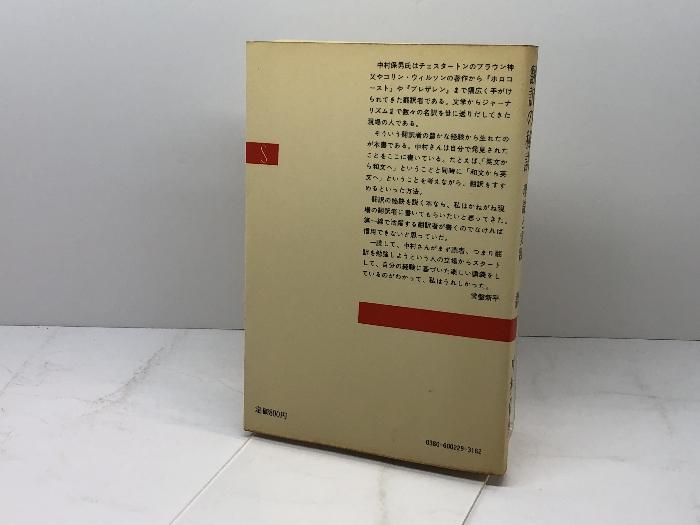 中村保男氏はチェスタートンのブラウン神
父やコリン・ウィルソンの著作から『ホロコ
ースト』や『プレザレン』まで幅広く手がけ
られてきた翻訳者である。文学からジャーナ
リズムまで数々の名訳を世に送りだしてきた
現場の人である。
そういう翻訳者の豊かな経験から生れたの
が本書である。中村さんは自分で発見された
ことをここに書いている。たとえば、「英文か
ら和文へ」ということと同時に「和文から英
文へ」ということを考えながら、翻訳をすす
めるといった方法。
翻訳の秘訣を説く本なら、私はかねがね現
場の翻訳者に書いてもらいたいと思ってきた。
第一線で活躍する翻訳者が書くのでなければ
信用できないと思っていた。
一読して、中村さんがまず読者、つまり翻
訳を勉強しようという人の立場からスタート
して、自分の経験に基づいた楽しい講義をし
ているのがわかって、私はうれしかった。
常盤新平
S
定価800円
0380-600229-3162
翻訳の秘訣